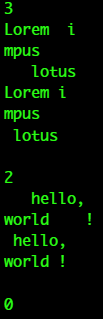 3
Lorem  i
mpus
   lotus
Lorem i
mpus
 lotus

2
   hello,
world    !
 hello,
world !

0